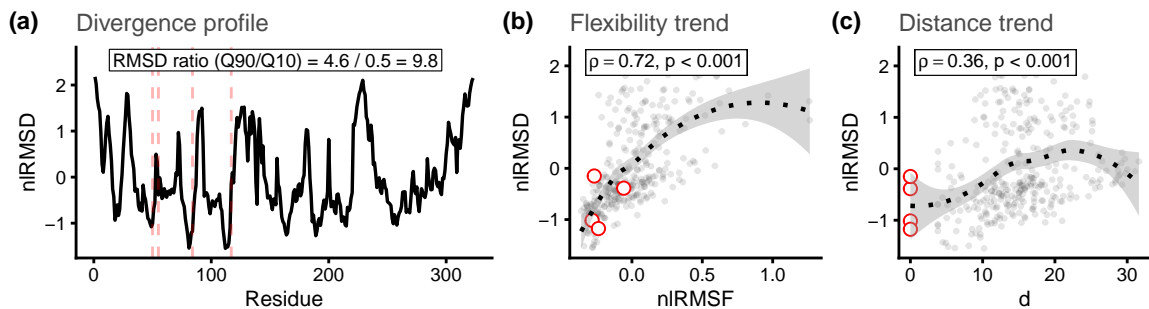 (a) Divergence profile
RMSD ratio (Q90/Q10) = 4.6 / 0.5 = 9.8
nlRMSD
2
1
0
−1
0 100 200 300
Residue
(b) Flexibility trend
ρ = 0.72, p < 0.001
nlRMSD
2
1
0
−1
0.0 0.5 1.0
nlRMSF
(c) Distance trend
ρ = 0.36, p < 0.001
nlRMSD
2
1
0
−1
0 10 20 30
d